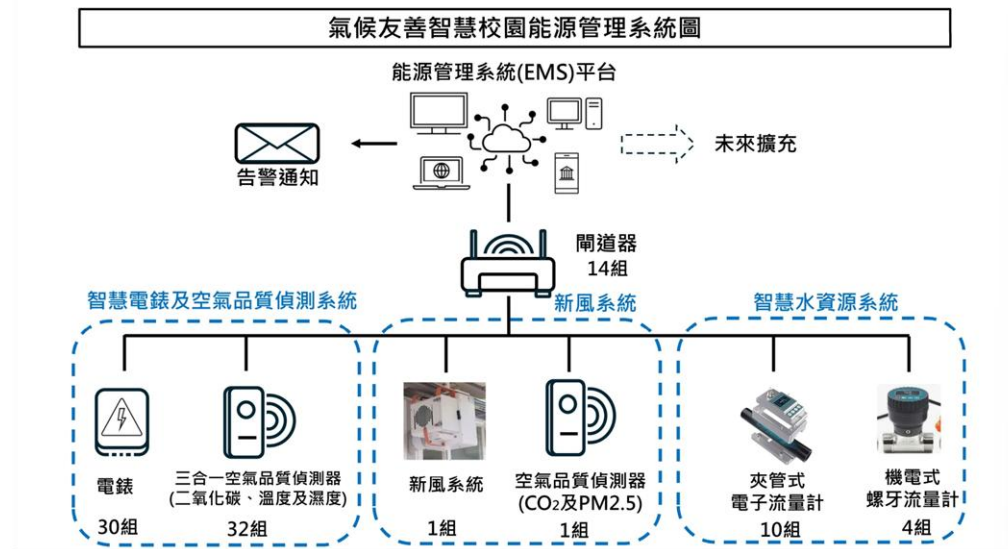 氣候友善智慧校園能源管理系統圖
能源管理系統(EMS)平台
告警通知
未來擴充
閘道器
14組
智慧電錶及空氣品質偵測系統
新風系統
智慧水資源系統
電錶
30組
三合一空氣品質偵測器
(二氧化碳、溫度及濕度)
32組
新風系統
1組
空氣品質偵測器
(CO₂及PM2.5)
1組
夾管式
電子流量計
10組
機電式
螺牙流量計
4組